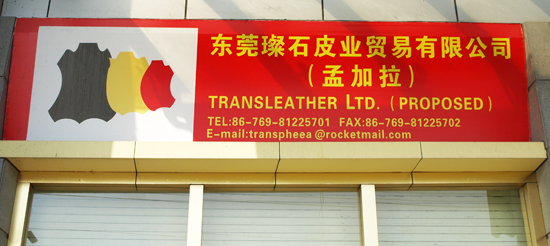 东莞璨石皮业贸易有限公司
（孟加拉）
TRANSLEATHER LTD. (PROPOSED)
TEL:86-769-81225701 FAX:86-769-81225702
E-mail:transpheea@rocketmail.com